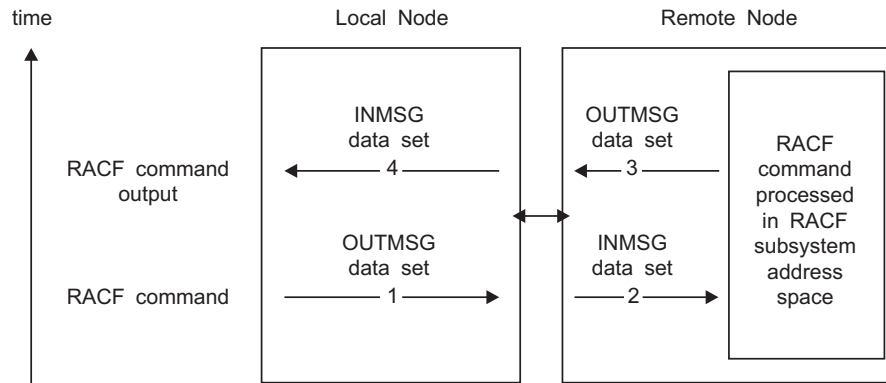 time
Local Node
Remote Node
INMSG
data set
4
OUTMSG
data set
3
RACF command
output
RACF
command
processed
in RACF
subsystem
address
space
OUTMSG
data set
1
INMSG
data set
2
RACF command